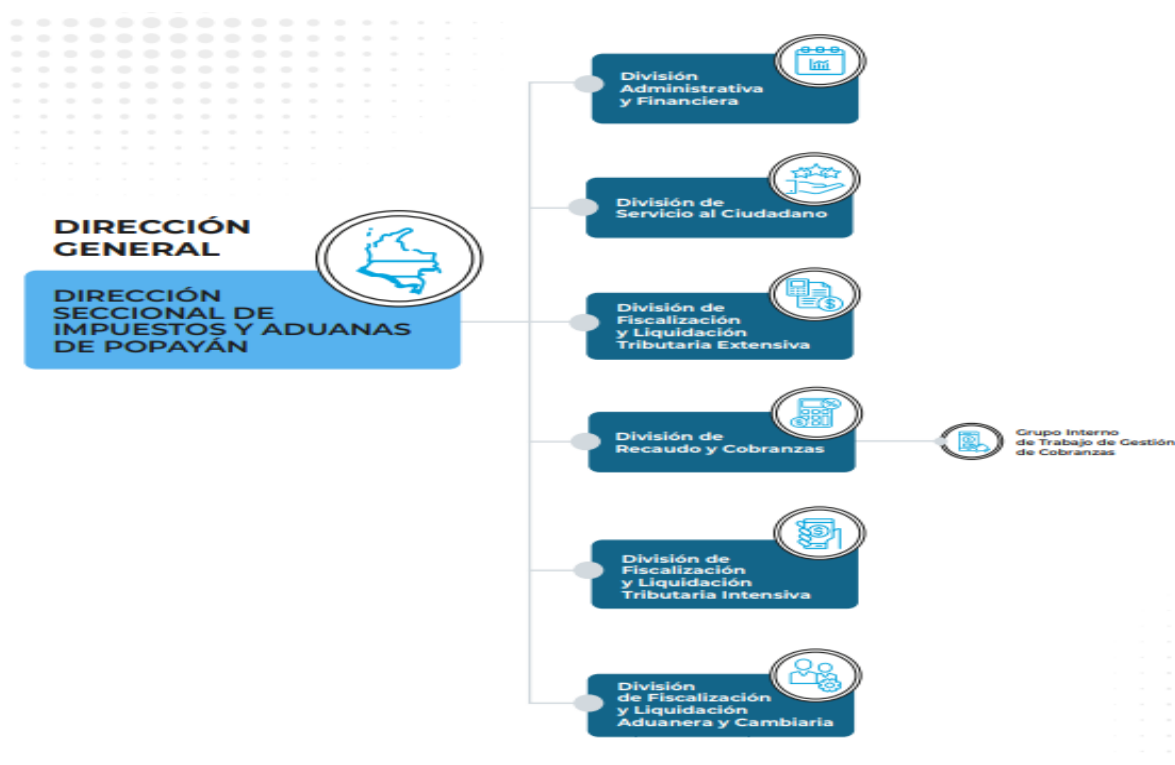 DIRECCIÓN
GENERAL
DIRECCIÓN
SECCIONAL DE
IMPUESTOS Y ADUANAS
DE POPAYÁN
División
Administrativa
y Financiera
División de
Servicio al Ciudadano
División de
Fiscalización
y Liquidación
Tributaria Extensiva
División de
Recaudo y Cobranzas
Grupo Interno
de Trabajo de Gestión
de Cobranzas
División de
Fiscalización
y Liquidación
Tributaria Intensiva
División
de Fiscalización
y Liquidación
Aduanera y Cambiaria